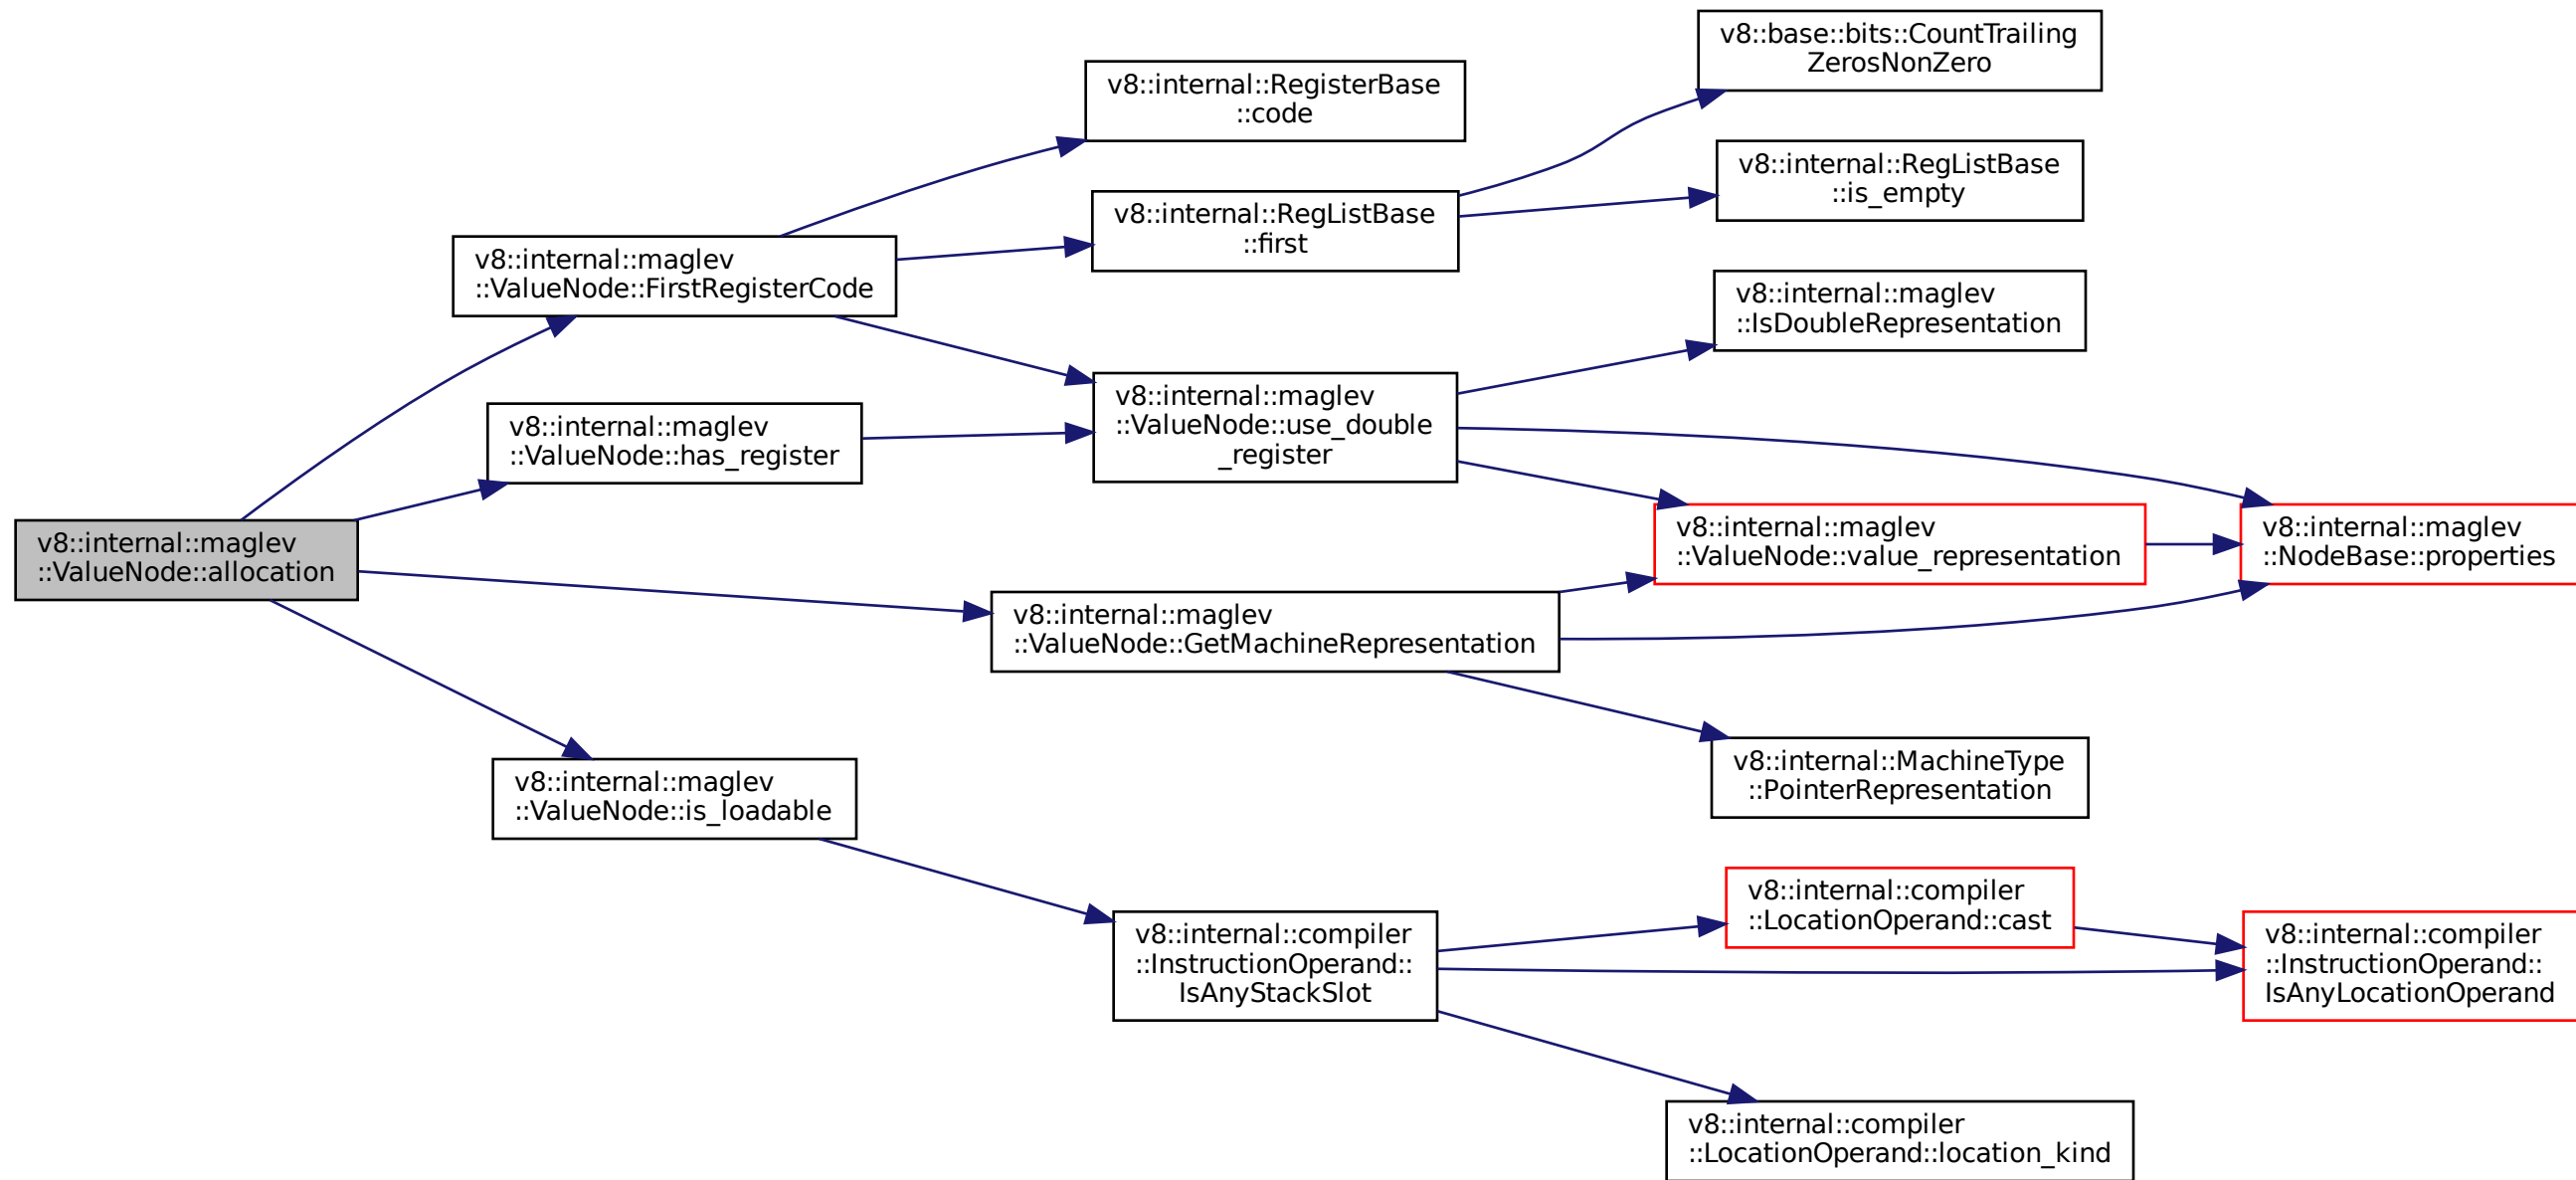 v8::internal::maglev
::ValueNode::allocation
v8::internal::maglev
::ValueNode::FirstRegisterCode
v8::internal::maglev
::ValueNode::has_register
v8::internal::maglev
::ValueNode::GetMachineRepresentation
v8::internal::maglev
::ValueNode::is_loadable
v8::internal::RegisterBase
::code
v8::internal::RegListBase
::first
v8::internal::maglev
::ValueNode::use_double
_register
v8::internal::compiler
::InstructionOperand::
IsAnyStackSlot
v8::base::bits::CountTrailing
ZerosNonZero
v8::internal::RegListBase
::is_empty
v8::internal::maglev
::IsDoubleRepresentation
v8::internal::maglev
::ValueNode::value_representation
v8::internal::MachineType
::PointerRepresentation
v8::internal::compiler
::LocationOperand::cast
v8::internal::compiler
::LocationOperand::location_kind
v8::internal::maglev
::NodeBase::properties
v8::internal::compiler
::InstructionOperand::
IsAnyLocationOperand